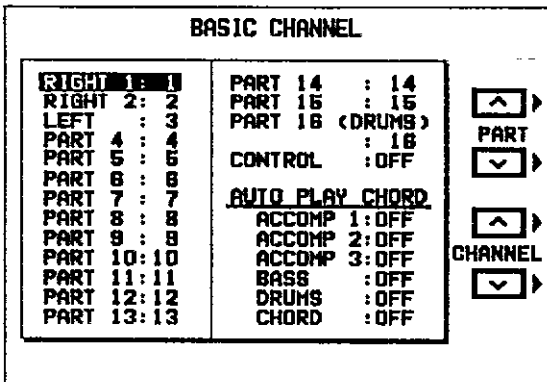 BASIC CHANNEL
RIGHT 1: 1
RIGHT 2: 2
LEFT : 3
PART 4 : 4
PART 5 : 5
PART 6 : 6
PART 7 : 7
PART 8 : 8
PART 9 : 9
PART 10:10
PART 11:11
PART 12:12
PART 13:13
PART 14 : 14
PART 15 : 15
PART 16 (DRUMS)
: 16
CONTROL :OFF
AUTO PLAY CHORD
ACCOMP 1:OFF
ACCOMP 2:OFF
ACCOMP 3:OFF
BASS :OFF
DRUMS :OFF
CHORD :OFF
PART
CHANNEL